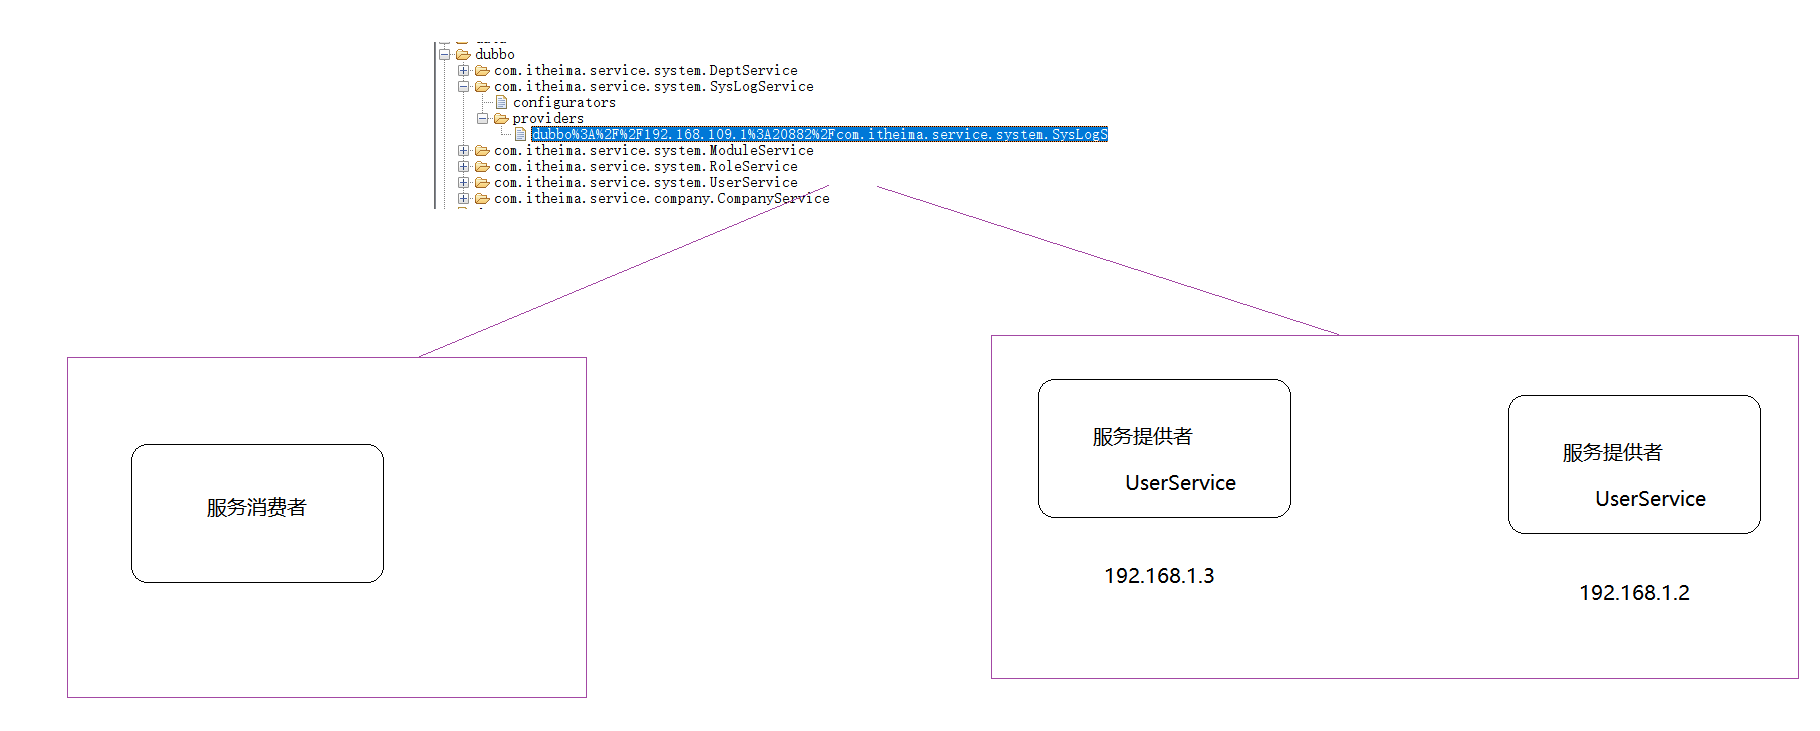 dubbo
com.itheima.service.system.DeptService
com.itheima.service.system.SysLogService
configurators
providers
dubbo%3A%2F%2F192.168.109.1%3A20882%2Fcom.itheima.service.system.SysLogS
com.itheima.service.system.ModuleService
com.itheima.service.system.RoleService
com.itheima.service.system.UserService
com.itheima.service.company.CompanyService
服务消费者
服务提供者
UserService
192.168.1.3
服务提供者
UserService
192.168.1.2